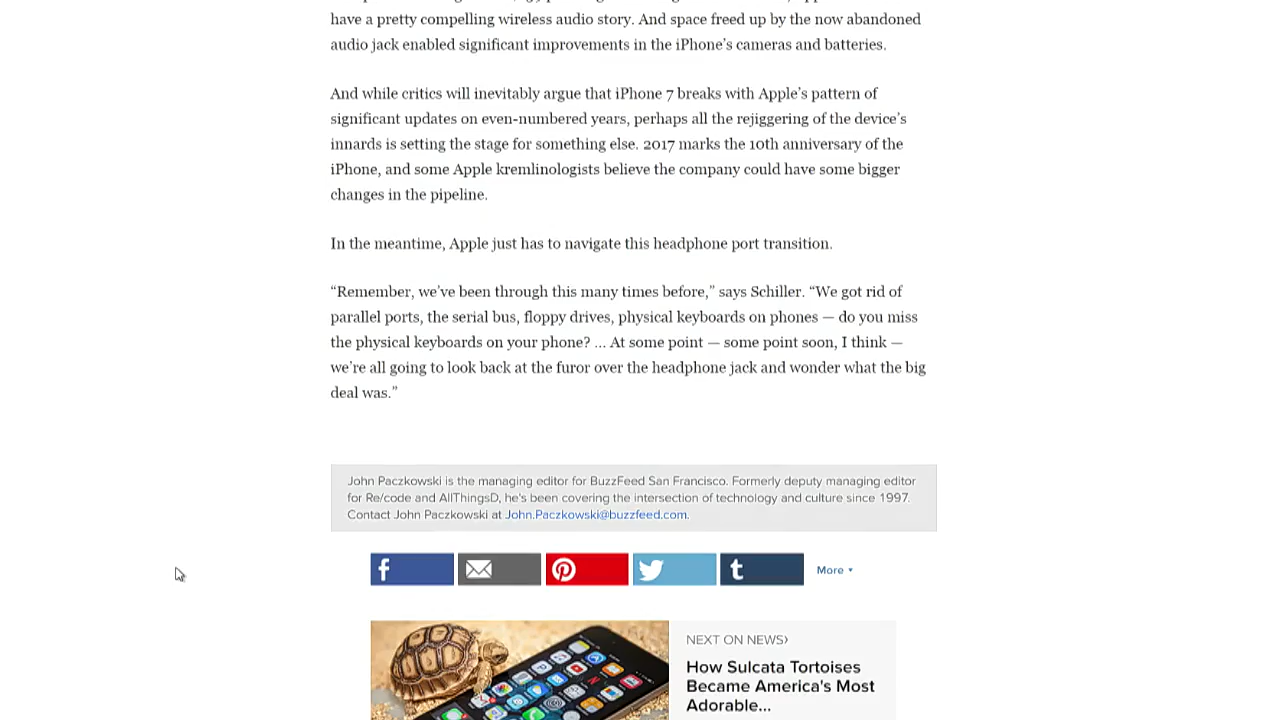 have a pretty compelling wireless audio story. And space freed up by the now abandoned
audio jack enabled significant improvements in the iPhone's cameras and batteries.
And while critics will inevitably argue that iPhone 7 breaks with Apple's pattern of
significant updates on even-numbered years, perhaps all the rejiggering of the device's
innards is setting the stage for something else. 2017 marks the 10th anniversary of the
iPhone, and some Apple kremlinologists believe the company could have some bigger
changes in the pipeline.
In the meantime, Apple just has to navigate this headphone port transition.
“Remember, we've been through this many times before,” says Schiller. “We got rid of
parallel ports, the serial bus, floppy drives, physical keyboards on phones — do you miss
the physical keyboards on your phone? ... At some point — some point soon, I think —
we're all going to look back at the furor over the headphone jack and wonder what the big
deal was.”
John Paczkowski is the managing editor for BuzzFeed San Francisco. Formerly deputy managing editor
for Re/code and AllThingsD, he's been covering the intersection of technology and culture since 1997.
Contact John Paczkowski at John.Paczkowski@buzzfeed.com.
More
NEXT ON NEWS›
How Sulcata Tortoises
Became America's Most
Adorable...